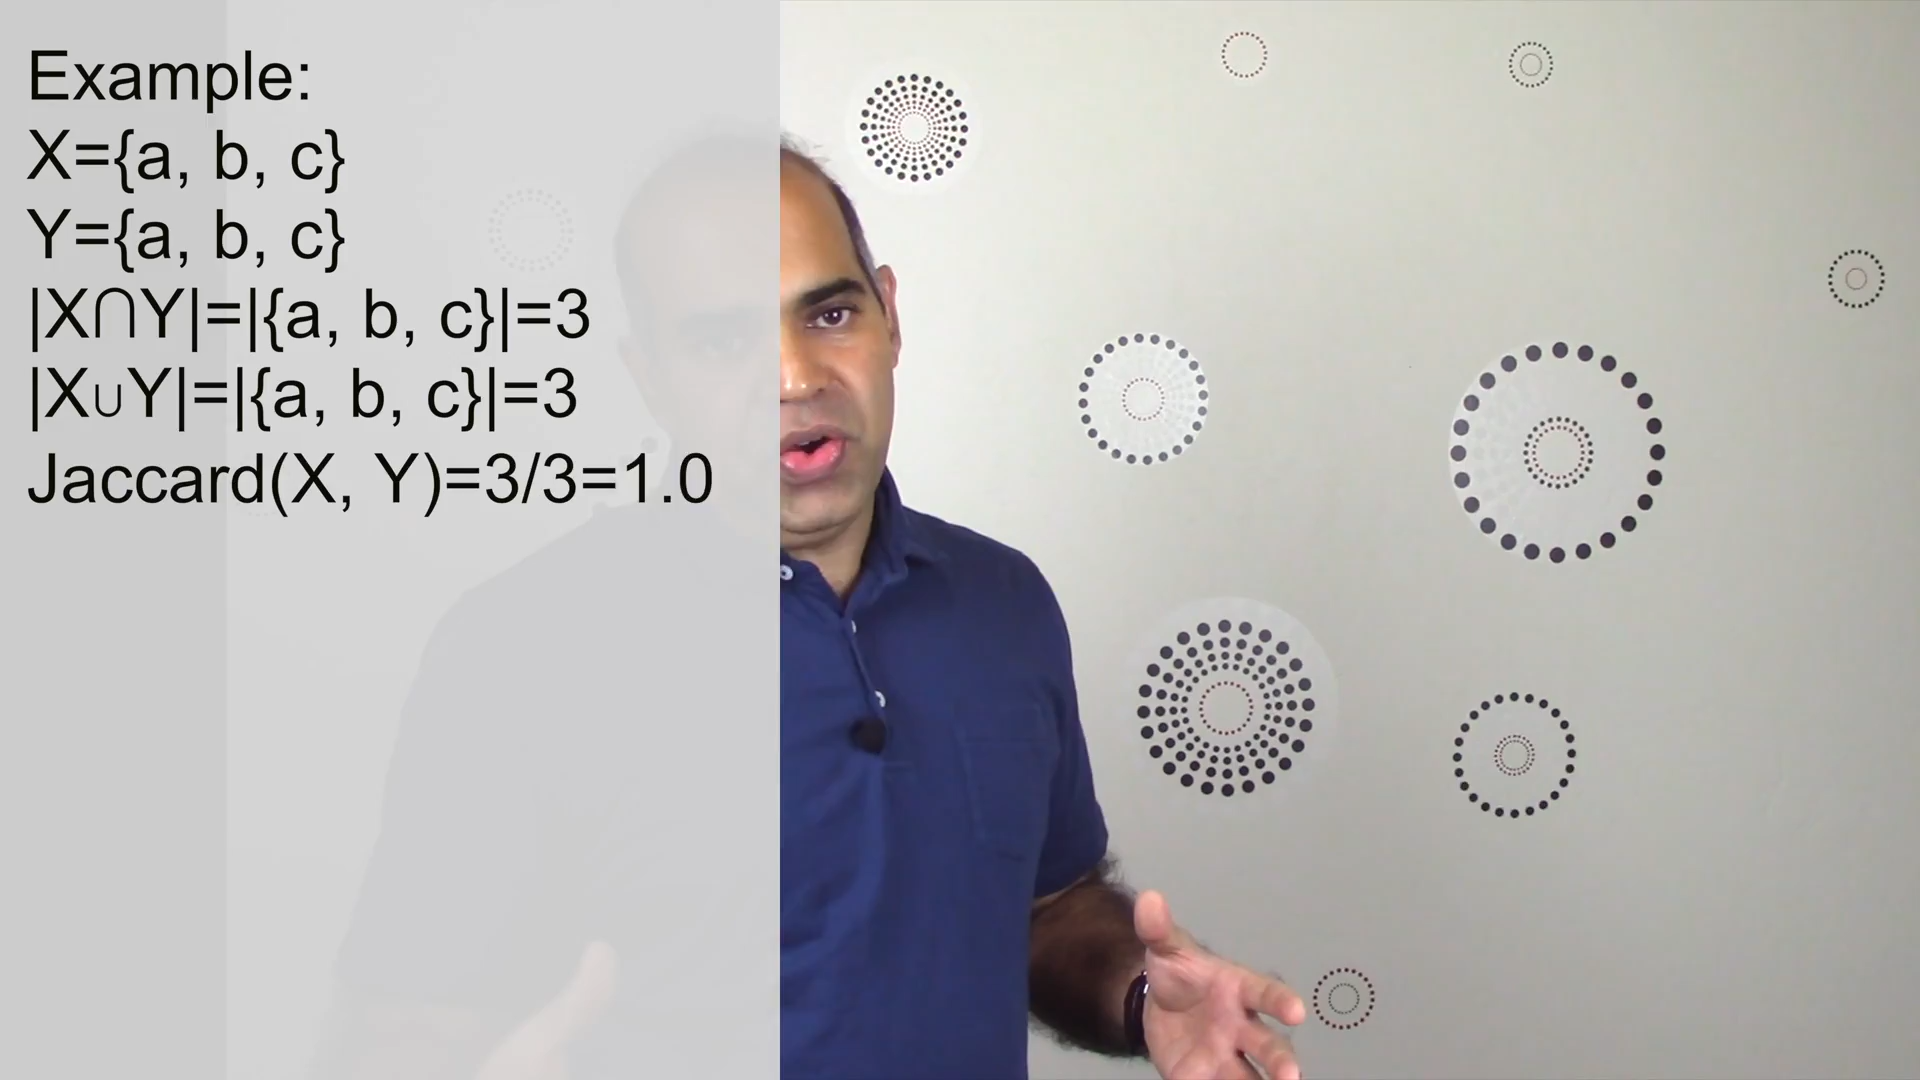 Example:
X={a, b, c}
Y={a, b, c}
|X∩Y|=|{a, b, c}|=3
|X∪Y|=|{a, b, c}|=3
Jaccard(X, Y)=3/3=1.0